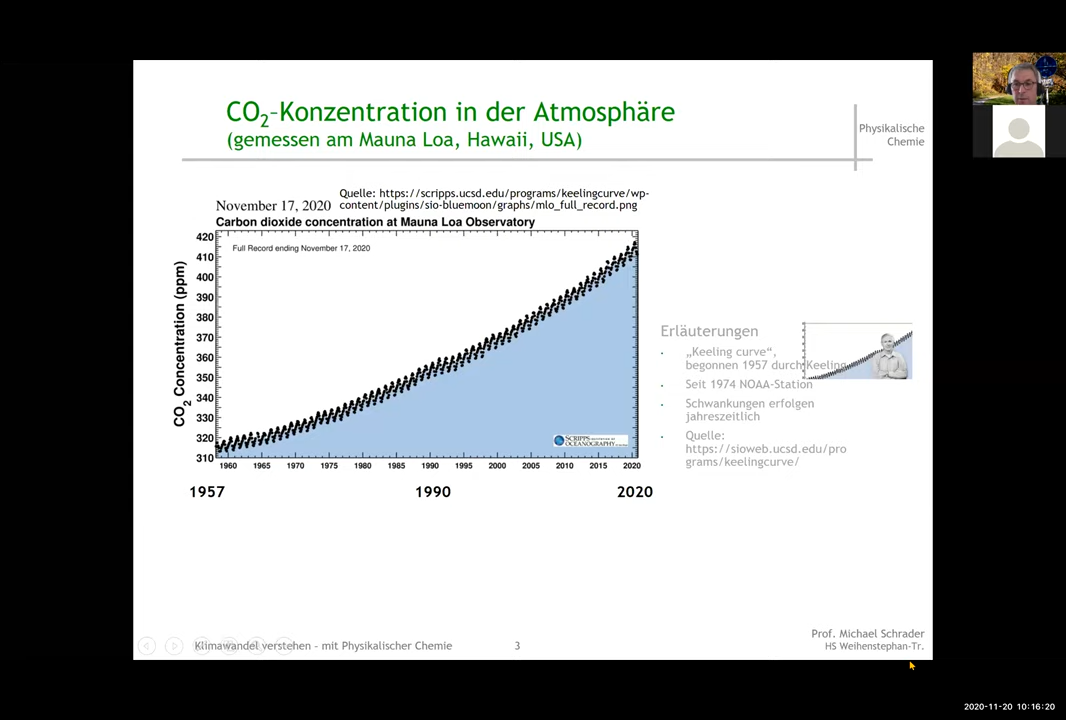 CO2-Konzentration in der Atmosphäre
(gemessen am Mauna Loa, Hawaii, USA)
Physikalische
Chemie
Quelle: https://scripps.ucsd.edu/programs/keelingcurve/wp-
content/plugins/sio-bluemoon/graphs/mlo_full_record.png
November 17, 2020
Carbon dioxide concentration at Mauna Loa Observatory
Full Record ending November 17, 2020
CO2 Concentration (ppm)
420
410
400
390
380
370
360
350
340
330
320
310
SCRIPPS
OCEANOGRAPHY
1960 1965 1970 1975 1980 1985 1990 1995 2000 2005 2010 2015 2020
1957 1990 2020
Erläuterungen
„Keeling curve“,
begonnen 1957 durch Keeling
Seit 1974 NOAA-Station
Schwankungen erfolgen
jahreszeitlich
Quelle:
https://sioweb.ucsd.edu/pro
grams/keelingcurve/
Klimawandel verstehen - mit Physikalischer Chemie
3
Prof. Michael Schrader
HS Weihenstephan-Tr.
2020-11-20 10:16:20